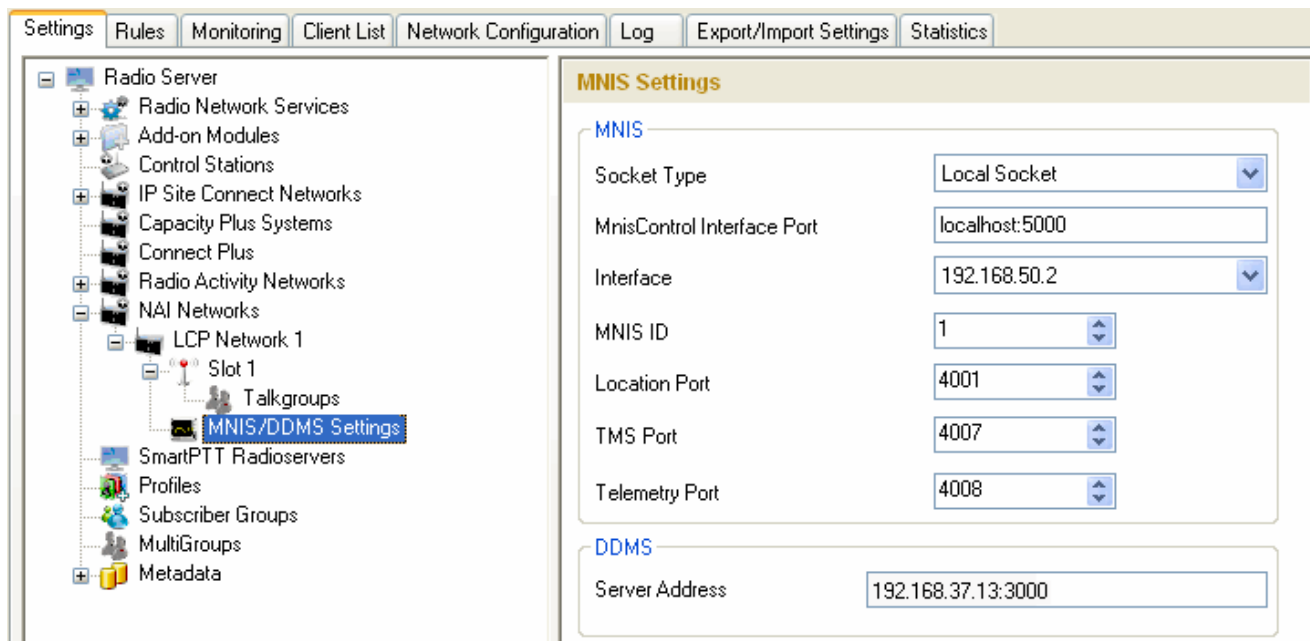 Settings Rules Monitoring Client List Network Configuration Log Export/Import Settings Statistics
Radio Server
Radio Network Services
Add-on Modules
Control Stations
IP Site Connect Networks
Capacity Plus Systems
Connect Plus
Radio Activity Networks
NAI Networks
LCP Network 1
Slot 1
Talkgroups
MNIS/DDMS Settings
SmartPTT Radioservers
Profiles
Subscriber Groups
MultiGroups
Metadata
MNIS Settings
MNIS
Socket Type Local Socket
MnisControl Interface Port localhost:5000
Interface 192.168.50.2
MNIS ID 1
Location Port 4001
TMS Port 4007
Telemetry Port 4008
DDMS
Server Address 192.168.37.13:3000